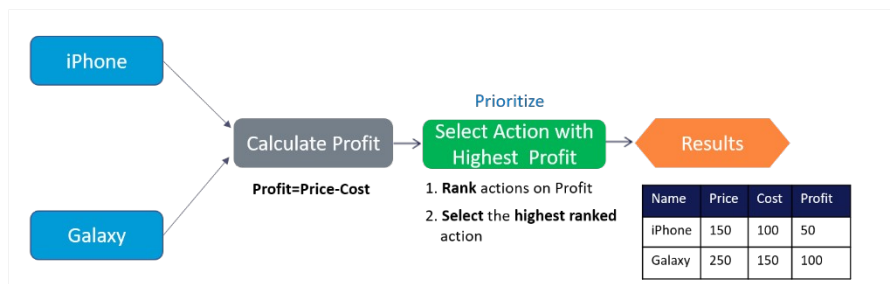 iPhone
Prioritize
Calculate Profit
Select Action with
Highest Profit
Results
Profit=Price-Cost
1. Rank actions on Profit
2. Select the highest ranked
action
Galaxy
Name Price Cost Profit
iPhone 150 100 50
Galaxy 250 150 100